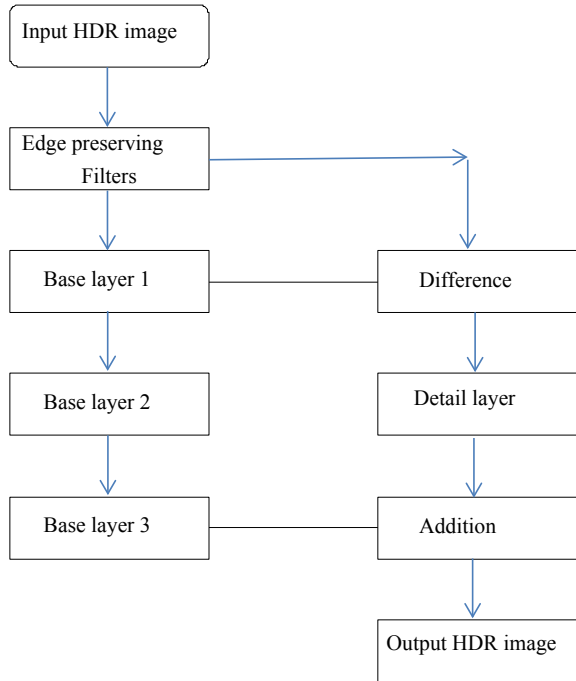 Input HDR image
Edge preserving
Filters
Base layer 1
Difference
Base layer 2
Detail layer
Base layer 3
Addition
Output HDR image